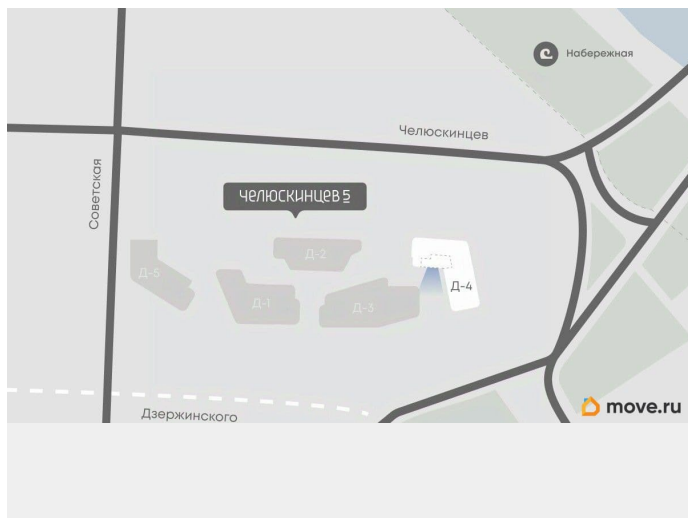 Набережная
Челюскинцев
Советская
ЧЕЛЮСКИНЦЕВ 5
Д-2
Д-5
Д-4
Д-1
Д-3
Дзержинского
move.ru